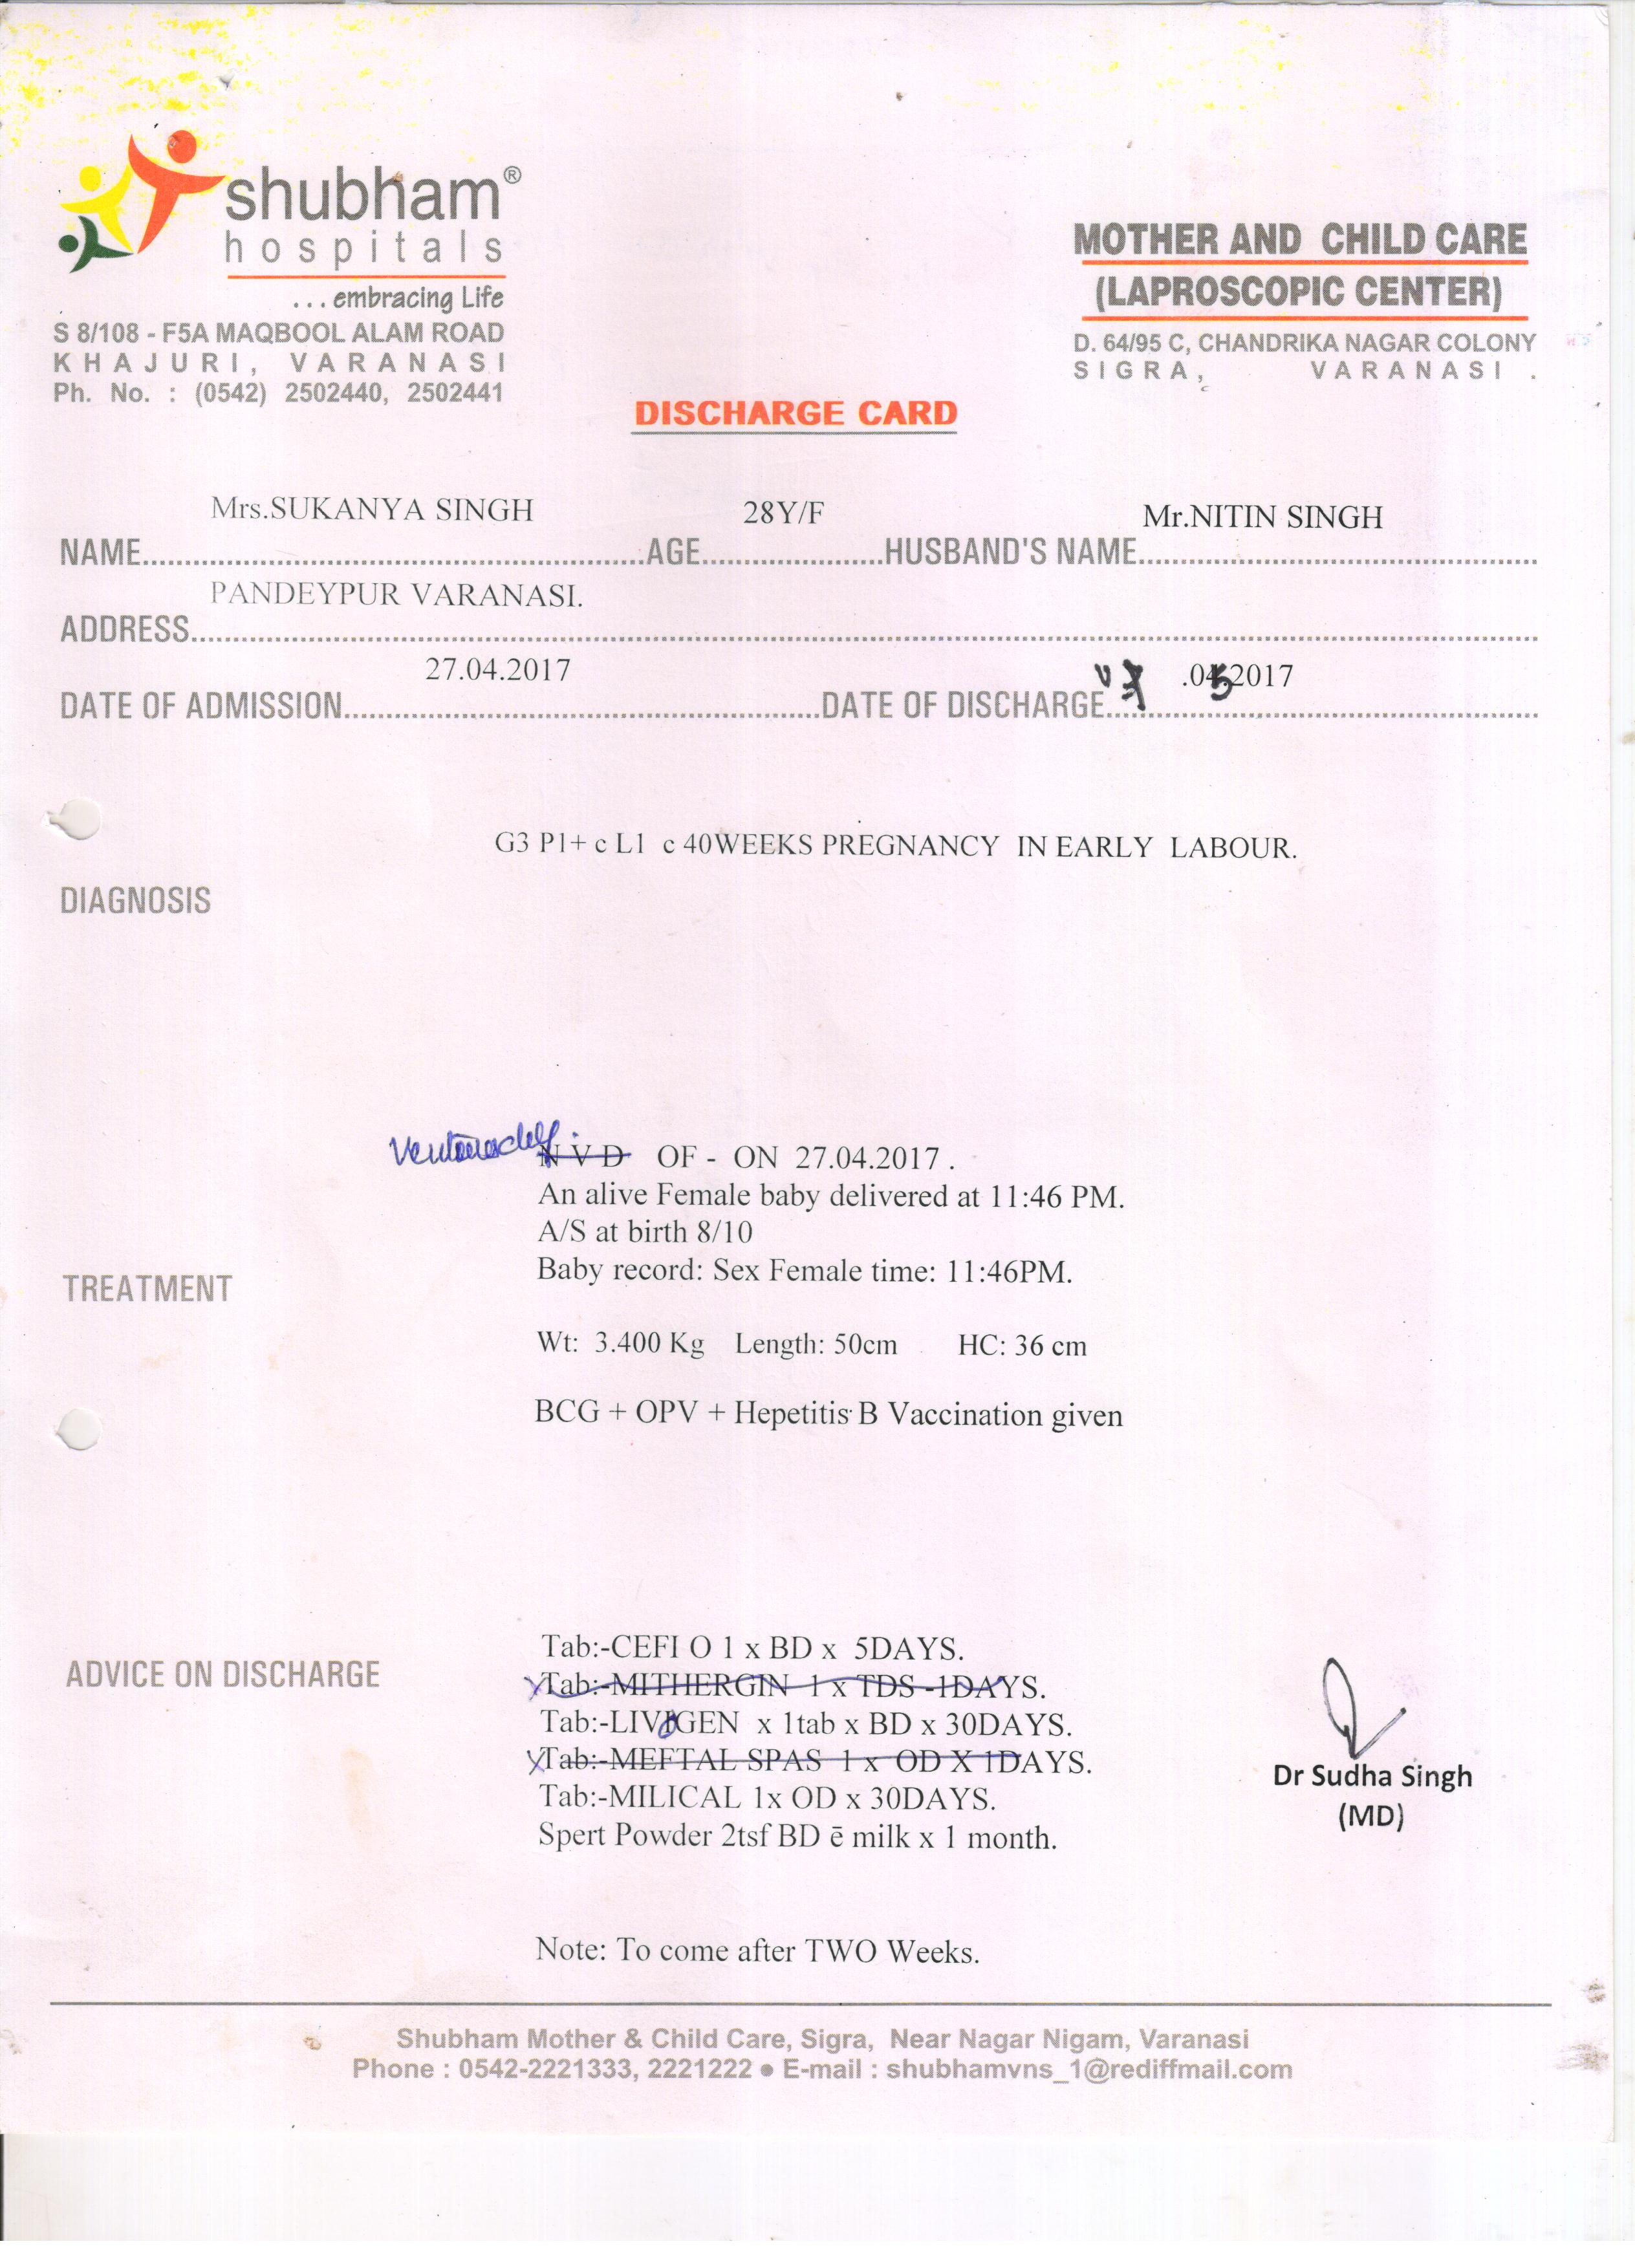 shubham®
hospitals
...embracing Life
S 8/108 - F5A MAQBOOL ALAM ROAD
KHAJURI, VARANASI
Ph. No. : (0542) 2502440, 2502441
MOTHER AND CHILD CARE
(LAPROSCOPIC CENTER)
D. 64/95 C, CHANDRIKA NAGAR COLONY
SIGRA, VARANASI .
DISCHARGE CARD
Mrs.SUKANYA SINGH 28Y/F Mr.NITIN SINGH
NAME AGE HUSBAND'S NAME
PANDEYPUR VARANASI.
ADDRESS
27.04.2017 2017
DATE OF ADMISSION DATE OF DISCHARGE
G3 P1+ c L1 c 40WEEKS PREGNANCY IN EARLY LABOUR.
DIAGNOSIS
N V D OF - ON 27.04.2017 .
An alive Female baby delivered at 11:46 PM.
A/S at birth 8/10
Baby record: Sex Female time: 11:46PM.
TREATMENT
Wt: 3.400 Kg Length: 50cm HC: 36 cm
BCG + OPV + Hepetitis B Vaccination given
Tab:-CEFI O 1 x BD x 5DAYS.
ADVICE ON DISCHARGE
Tab:-MITHERGIN 1 x TDS -1DAYS.
Tab:-LIVOGEN x 1tab x BD x 30DAYS.
Tab:-MEFTAL SPAS 1 x OD X 1DAYS.
Tab:-MILICAL 1x OD x 30DAYS.
Spert Powder 2tsf BD ē milk x 1 month.
Dr Sudha Singh
(MD)
Note: To come after TWO Weeks.
Shubham Mother & Child Care, Sigra, Near Nagar Nigam, Varanasi
Phone : 0542-2221333, 2221222 ● E-mail : shubhamvns_1@rediffmail.com